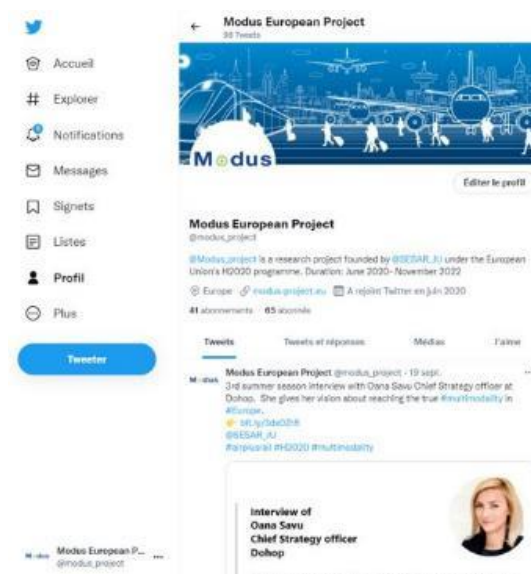 Accueil
Explorer
Notifications
Messages
Signets
Listes
Profil
Plus
Tweeter
Modus European P...
@modus_project
Modus European Project
98 Tweets
Modus
Éditer le profil
Modus European Project
@modus_project
@Modus_project is a research project founded by @SESAR_JU under the European
Union's H2020 programme. Duration: June 2020- November 2022
Europe modus-project.eu A rejoint Twitter en juin 2020
41 abonnements 65 abonnés
Tweets Tweets et réponses Médias J'aime
Modus European Project @modus_project · 19 sept.
3rd summer season interview with Oana Savu Chief Strategy officer at
Dohop. She gives her vision about reaching the true #multimodality in
#Europe.
@SESAR_JU
#airplusrail #H2020 #multimodality
Interview of
Oana Savu
Chief Strategy officer
Dohop